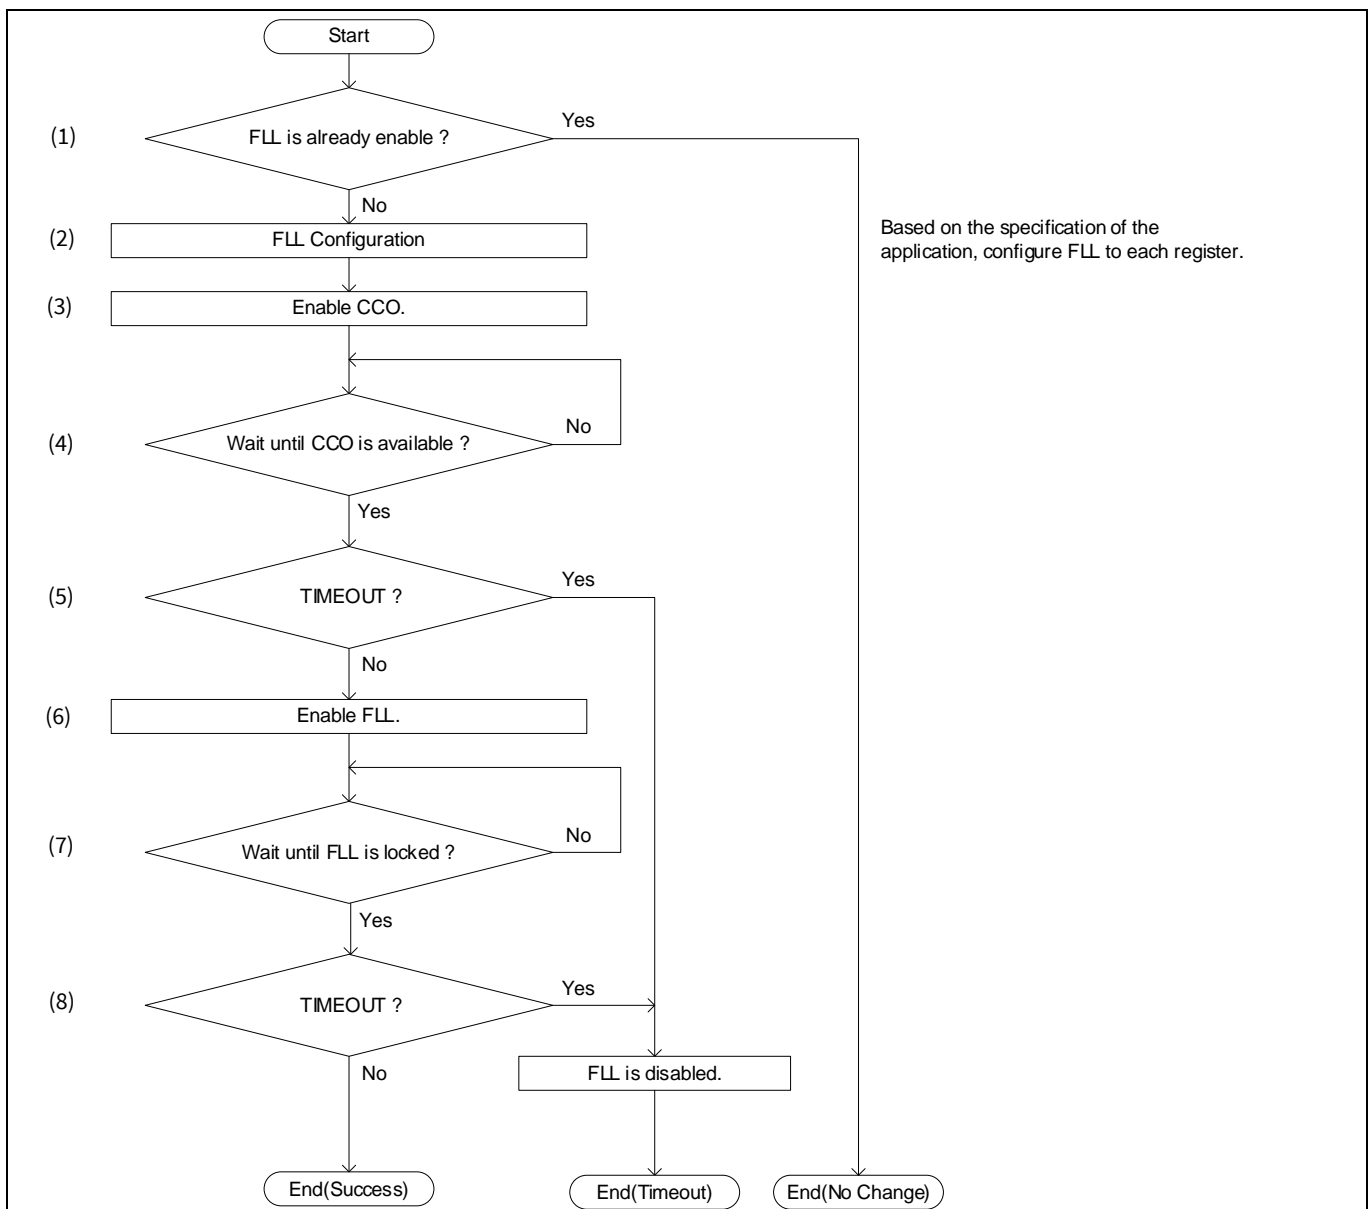 Start
(1)
FLL is already enable ?
Yes
No
(2)
FLL Configuration
Based on the specification of the
application, configure FLL to each register.
(3)
Enable CCO.
(4)
Wait until CCO is available ?
No
Yes
(5)
TIMEOUT ?
Yes
No
(6)
Enable FLL.
(7)
Wait until FLL is locked ?
No
Yes
(8)
TIMEOUT ?
Yes
No
FLL is disabled.
End(Success)
End(Timeout)
End(No Change)